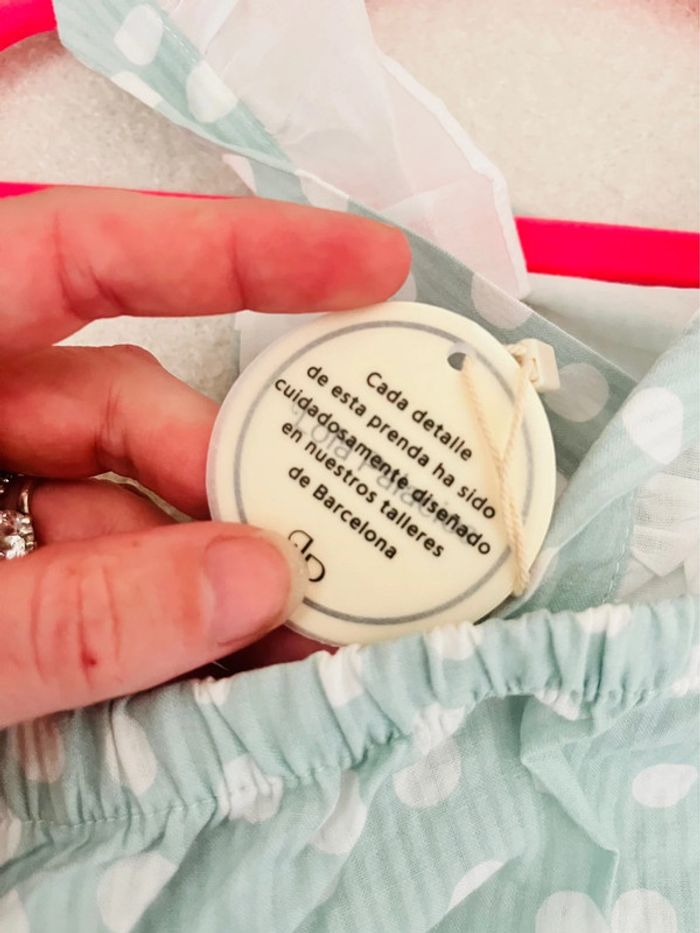 Cada detalle
de esta prenda ha sido
cuidadosamente diseñado
en nuestros talleres
de Barcelona